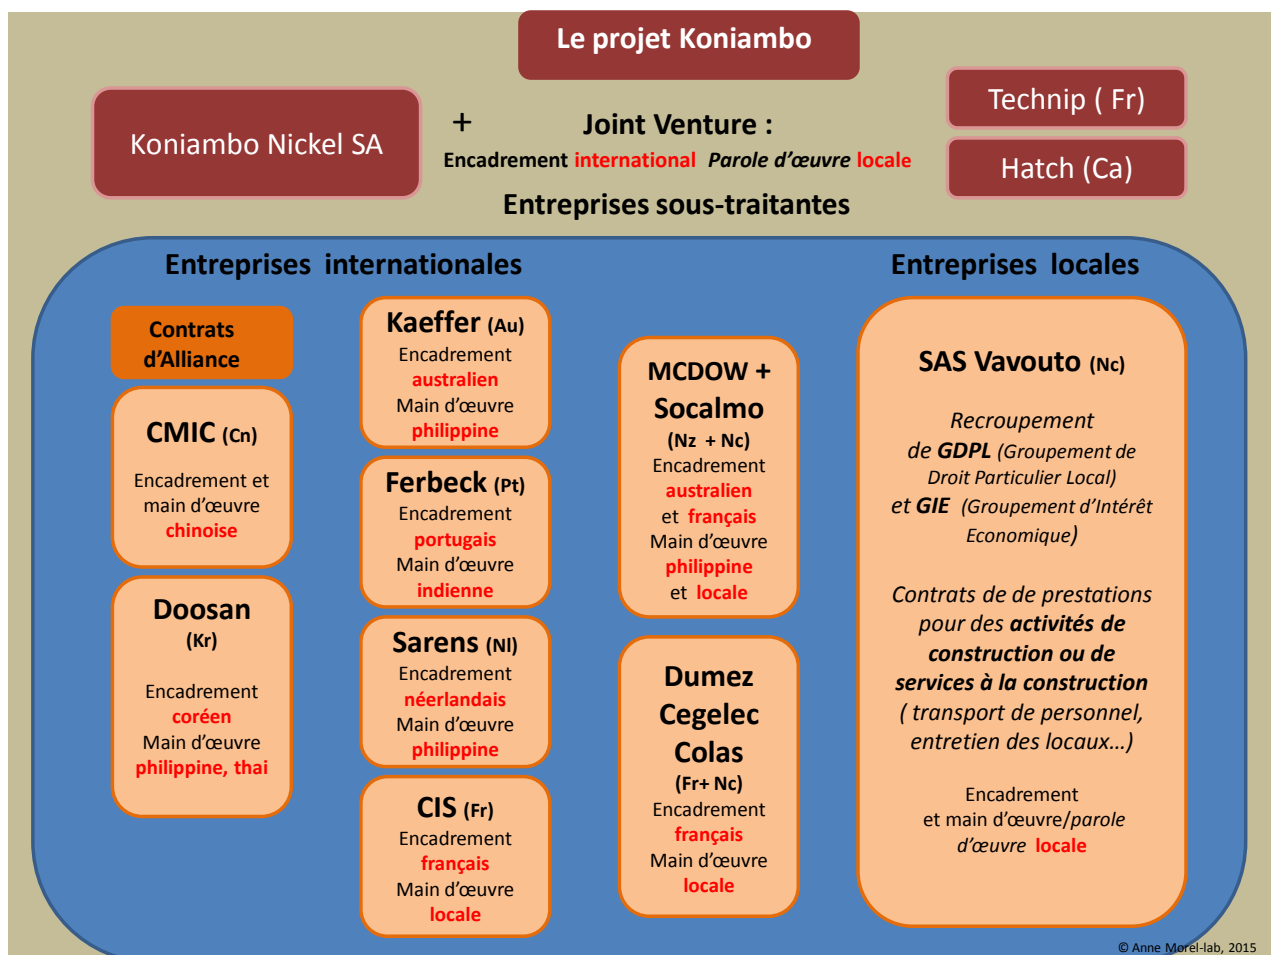 Le projet Koniambo
Koniambo Nickel SA
+
Joint Venture :
Encadrement international Parole d'œuvre locale
Technip ( Fr)
Hatch (Ca)
Entreprises sous-traitantes
Entreprises internationales
Contrats
d'Alliance
CMIC (Cn)
Encadrement et
main d'œuvre
chinoise
Doosan
(Kr)
Encadrement
coréen
Main d'œuvre
philippine, thai
Kaeffer (Au)
Encadrement
australien
Main d'œuvre
philippine
Ferbeck (Pt)
Encadrement
portugais
Main d'œuvre
indienne
Sarens (Nl)
Encadrement
néerlandais
Main d'œuvre
philippine
CIS (Fr)
Encadrement
français
Main d'œuvre
locale
MCDOW +
Socalmo
(Nz + Nc)
Encadrement
australien
et français
Main d'œuvre
philippine
et locale
Dumez
Cegelec
Colas
(Fr+ Nc)
Encadrement
français
Main d'œuvre
locale
Entreprises locales
SAS Vavouto (Nc)
Recroupement
de GDPL (Groupement de
Droit Particulier Local)
et GIE (Groupement d'Intérêt
Economique)
Contrats de de prestations
pour des activités de
construction ou de
services à la construction
( transport de personnel,
entretien des locaux…)
Encadrement
et main d'œuvre/parole
d'œuvre locale
© Anne Morel-lab, 2015